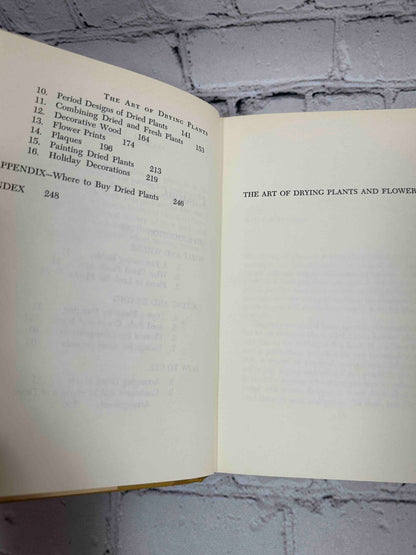 THE ART OF DRYING PLANTS
10. Period Designs of Dried Plants 141
11. Combining Dried and Fresh Plants 153
12. Decorative Wood 164
13. Flower Prints 174
14. Plaques 196
15. Painting Dried Plants 213
16. Holiday Decorations 219
PPENDIX—Where to Buy Dried Plants 246
NDEX 248
THE ART OF DRYING PLANTS AND FLOWER